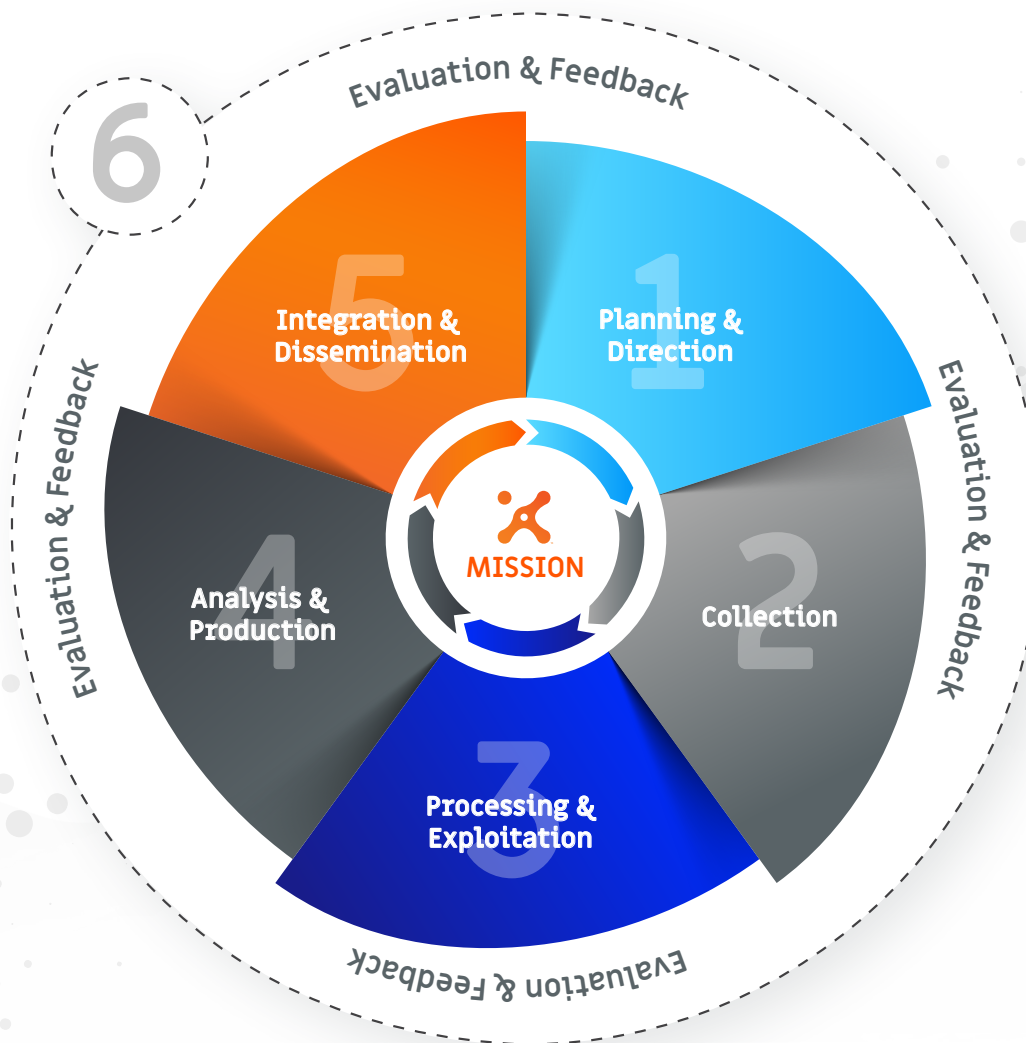 Evaluation & Feedback
6
5
Integration &
Dissemination
1
Planning &
Direction
Evaluation & Feedback
Evaluation & Feedback
MISSION
4
Analysis &
Production
2
Collection
3
Processing &
Exploitation
Evaluation & Feedback